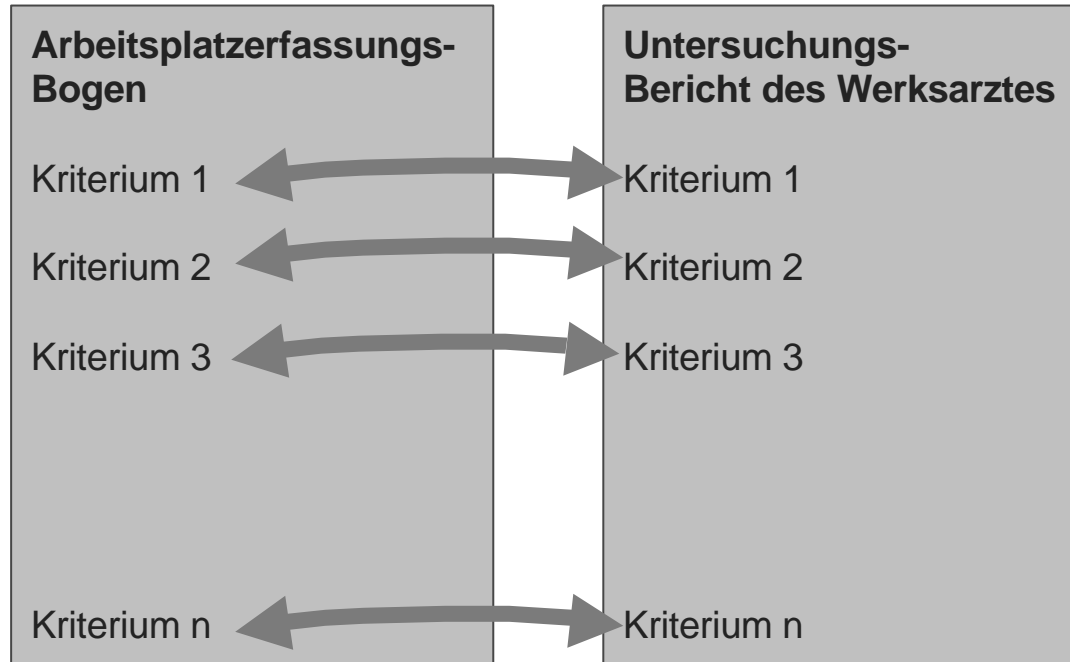 Arbeitsplatzerfassungs-
Bogen
Kriterium 1
Kriterium 2
Kriterium 3
Kriterium n
Untersuchungs-
Bericht des Werksarztes
Kriterium 1
Kriterium 2
Kriterium 3
Kriterium n